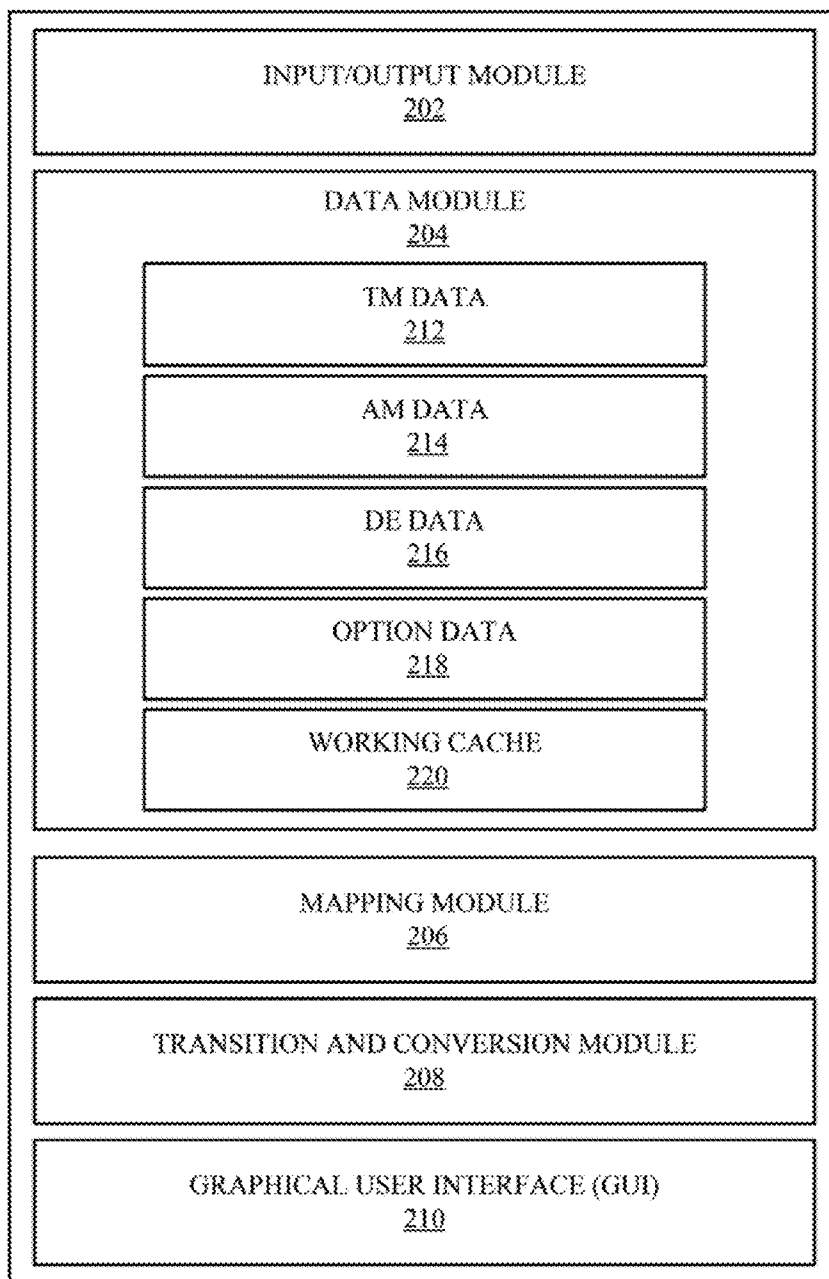 INPUT/OUTPUT MODULE
202
DATA MODULE
204
TM DATA
212
AM DATA
214
DE DATA
216
OPTION DATA
218
WORKING CACHE
220
MAPPING MODULE
206
TRANSITION AND CONVERSION MODULE
208
GRAPHICAL USER INTERFACE (GUI)
210